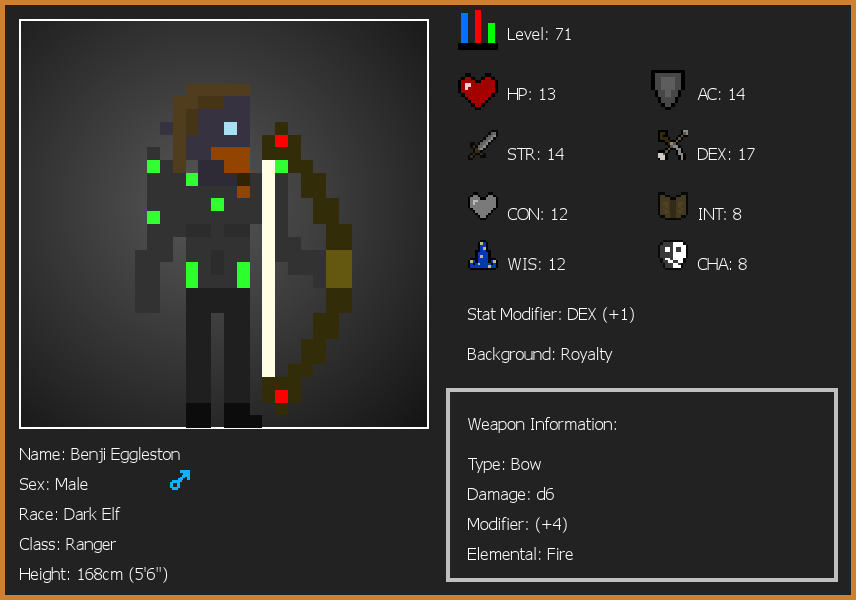 Level: 71
HP: 13
AC: 14
STR: 14
DEX: 17
CON: 12
INT: 8
WIS: 12
CHA: 8
Stat Modifier: DEX (+1)
Background: Royalty
Weapon Information:
Type: Bow
Damage: d6
Modifier: (+4)
Elemental: Fire
Name: Benji Eggleston
Sex: Male
Race: Dark Elf
Class: Ranger
Height: 168cm (5'6")